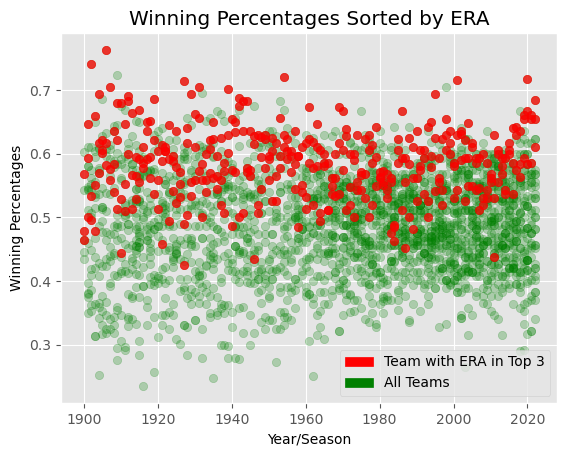 Winning Percentages Sorted by ERA
Winning Percentages
0.7
0.6
0.5
0.4
0.3
Team with ERA in Top 3
All Teams
1900 1920 1940 1960 1980 2000 2020
Year/Season